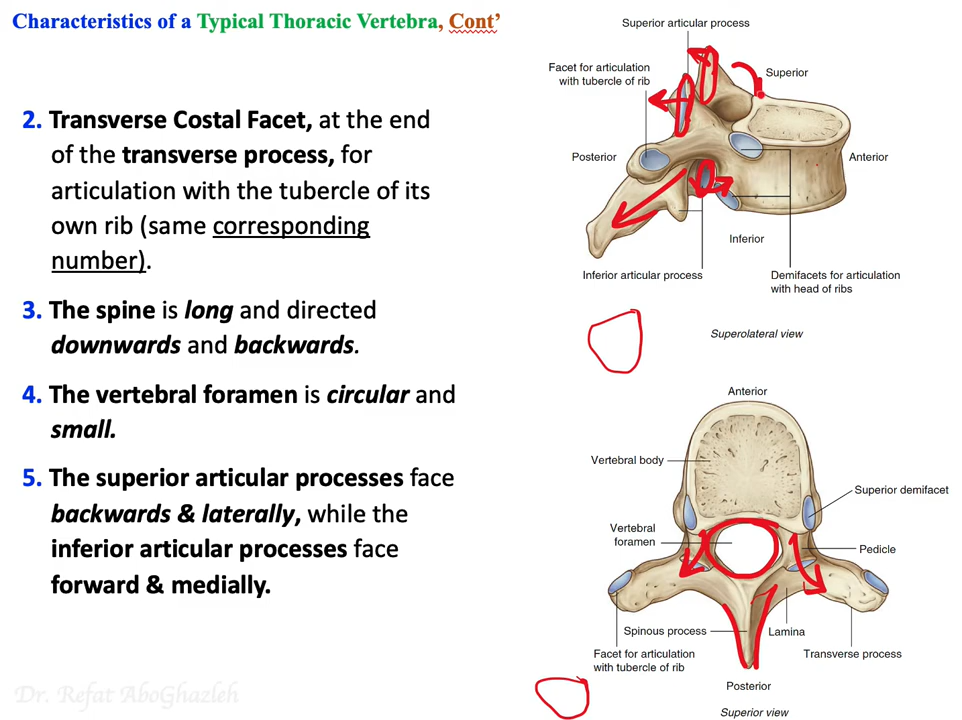 Characteristics of a Typical Thoracic Vertebra, Cont’
2. Transverse Costal Facet, at the end
of the transverse process, for
articulation with the tubercle of its
own rib (same corresponding
number).
3. The spine is long and directed
downwards and backwards.
4. The vertebral foramen is circular and
small.
5. The superior articular processes face
backwards & laterally, while the
inferior articular processes face
forward & medially.
Dr. Refat AboGhazleh
Superior articular process
Facet for articulation
with tubercle of rib
Superior
Posterior
Anterior
Inferior
Inferior articular process
Demifacets for articulation
with head of ribs
Superolateral view
Anterior
Vertebral body
Superior demifacet
Vertebral
foramen
Pedicle
Spinous process
Lamina
Facet for articulation
with tubercle of rib
Transverse process
Posterior
Superior view